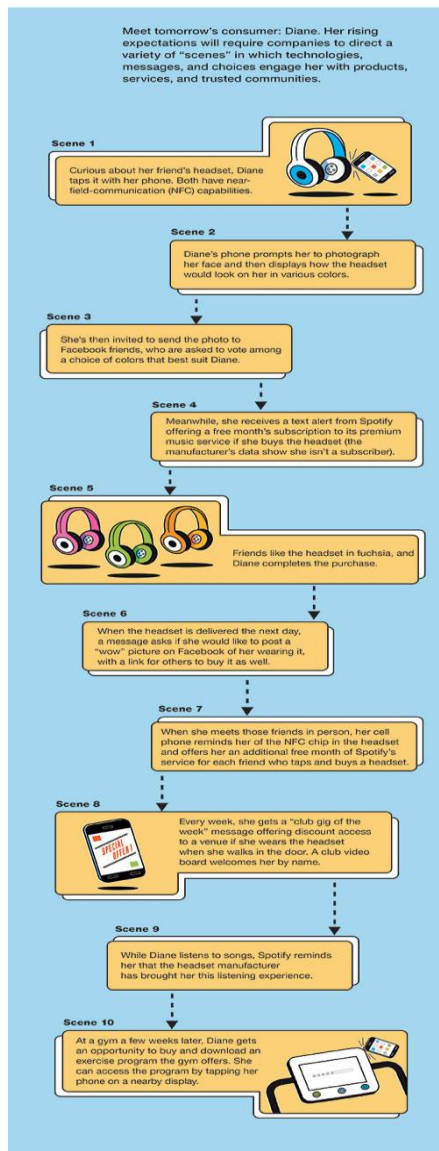 Meet tomorrow's consumer: Diane. Her rising
expectations will require companies to direct a
variety of “scenes” in which technologies,
messages, and choices engage her with products,
services, and trusted communities.
Scene 1
Curious about her friend's headset, Diane
taps it with her phone. Both have near-
field-communication (NFC) capabilities.
Scene 2
Diane's phone prompts her to photograph
her face and then displays how the headset
would look on her in various colors.
Scene 3
She's then invited to send the photo to
Facebook friends, who are asked to vote among
a choice of colors that best suit Diane.
Scene 4
Meanwhile, she receives a text alert from Spotify
offering a free month's subscription to its premium
music service if she buys the headset (the
manufacturer's data show she isn't a subscriber).
Scene 5
Friends like the headset in fuchsia, and
Diane completes the purchase.
Scene 6
When the headset is delivered the next day,
a message asks if she would like to post a
“wow” picture on Facebook of her wearing it,
with a link for others to buy it as well.
Scene 7
When she meets those friends in person, her cell
phone reminds her of the NFC chip in the headset
and offers her an additional free month of Spotify's
service for each friend who taps and buys a headset.
Scene 8
Every week, she gets a “club gig of
the week” message offering discount access
to a venue if she wears the headset
when she walks in the door. A club video
board welcomes her by name.
SPECIAL
OFFER!
Scene 9
While Diane listens to songs, Spotify reminds
her that the headset manufacturer
has brought her this listening experience.
Scene 10
At a gym a few weeks later, Diane gets
an opportunity to buy and download an
exercise program the gym offers. She
can access the program by tapping her
phone on a nearby display.